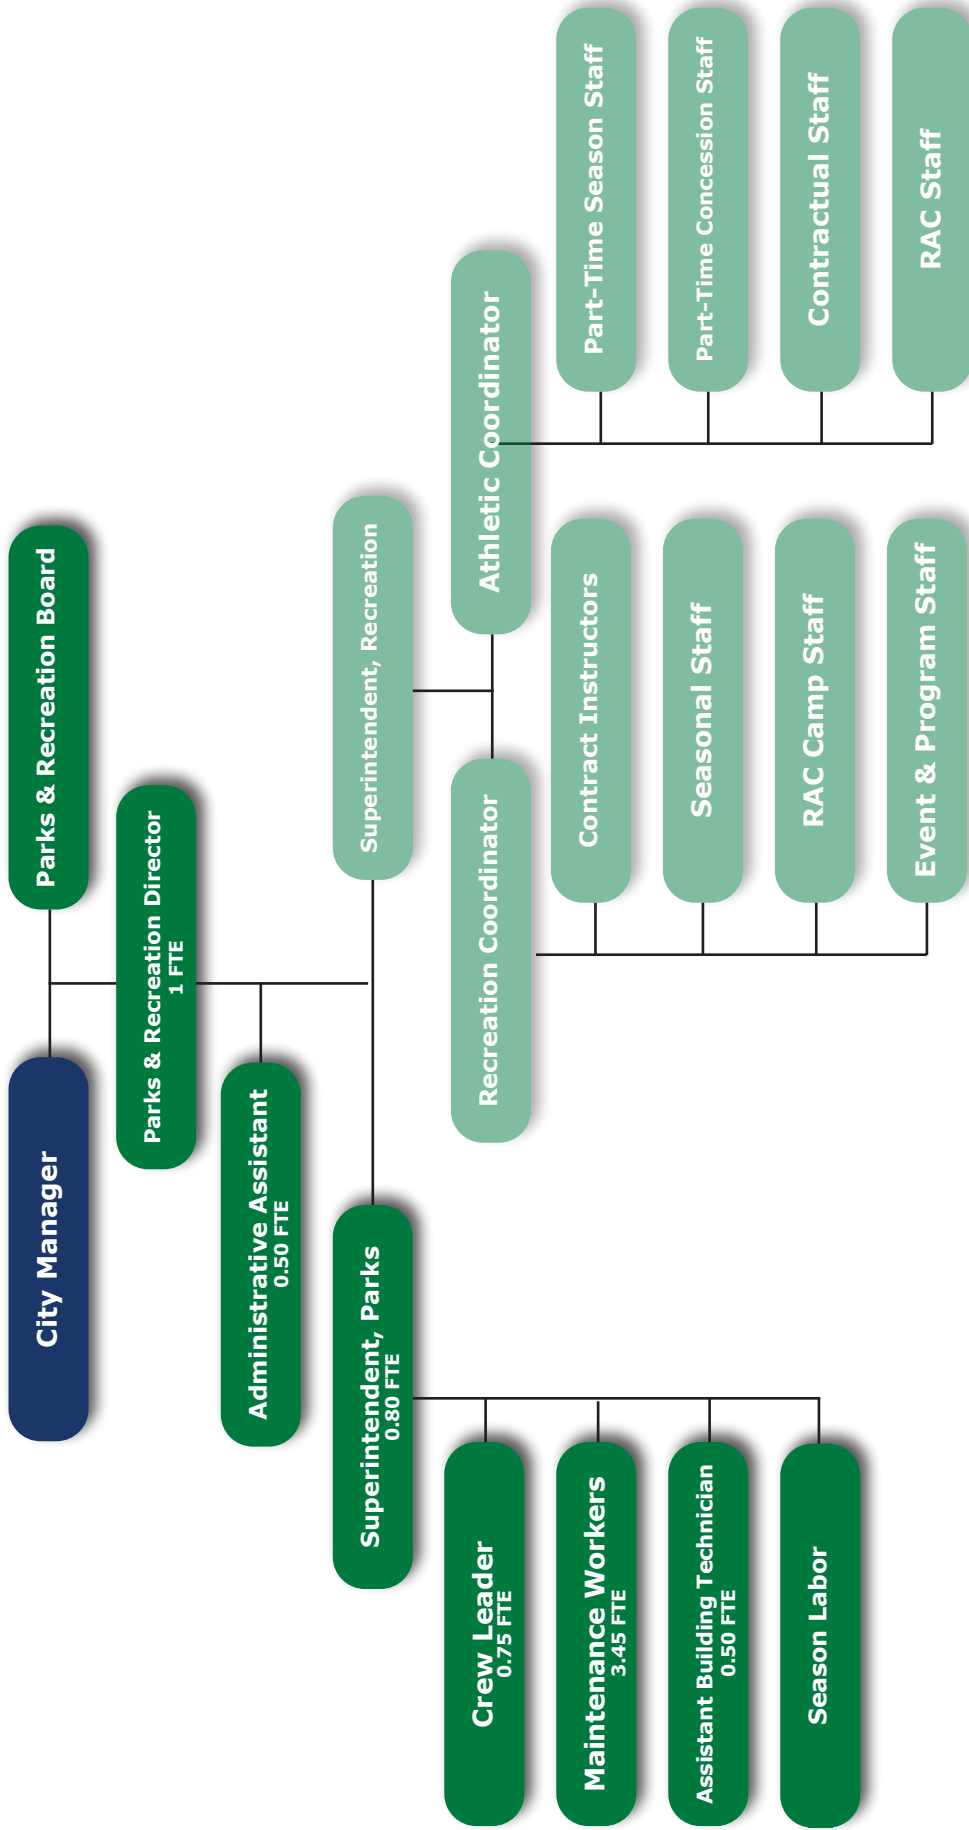 City Manager
Parks & Recreation Board
Parks & Recreation Director
1 FTE
Administrative Assistant
0.50 FTE
Superintendent, Parks
0.80 FTE
Superintendent, Recreation
Crew Leader
0.75 FTE
Maintenance Workers
3.45 FTE
Assistant Building Technician
0.50 FTE
Season Labor
Recreation Coordinator
Athletic Coordinator
Contract Instructors
Seasonal Staff
RAC Camp Staff
Event & Program Staff
Part-Time Season Staff
Part-Time Concession Staff
Contractual Staff
RAC Staff